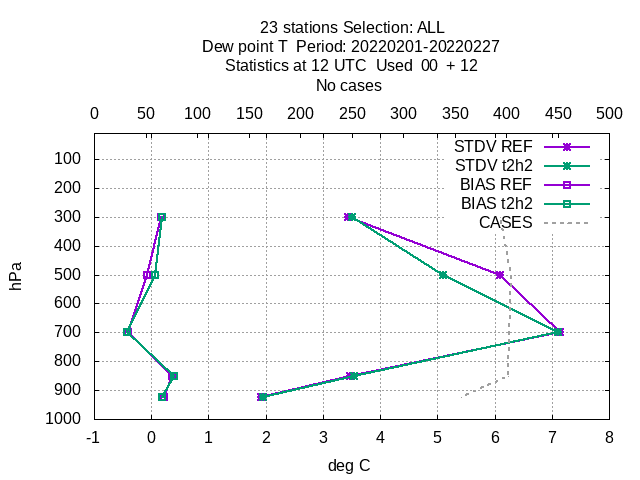 23 stations Selection: ALL
Dew point T  Period: 20220201-20220227
Statistics at 12 UTC  Used  00  + 12
No cases
0 50 100 150 200 250 300 350 400 450 500
STDV REF
STDV t2h2
BIAS REF
BIAS t2h2
CASES
100
200
300
400
500
600
700
800
900
1000
hPa
-1 0 1 2 3 4 5 6 7 8
deg C